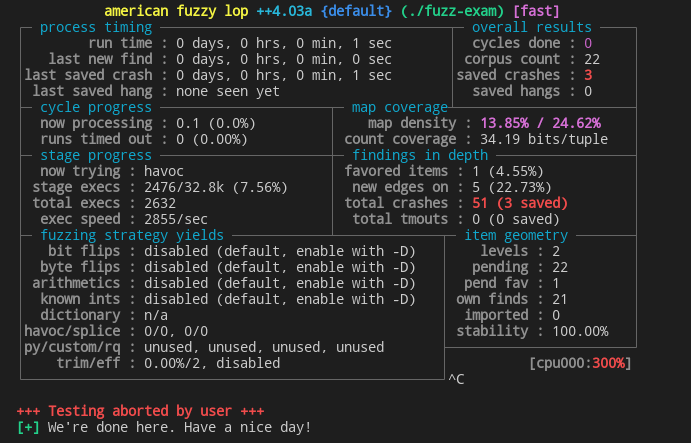 american fuzzy lop ++4.03a {default} (./fuzz-exam) [fast]
process timing overall results
run time : 0 days, 0 hrs, 0 min, 1 sec cycles done : 0
last new find : 0 days, 0 hrs, 0 min, 0 sec corpus count : 22
last saved crash : 0 days, 0 hrs, 0 min, 1 sec saved crashes : 3
last saved hang : none seen yet saved hangs : 0
cycle progress map coverage
now processing : 0.1 (0.0%) map density : 13.85% / 24.62%
runs timed out : 0 (0.00%) count coverage : 34.19 bits/tuple
stage progress findings in depth
now trying : havoc favored items : 1 (4.55%)
stage execs : 2476/32.8k (7.56%) new edges on : 5 (22.73%)
total execs : 2632 total crashes : 51 (3 saved)
exec speed : 2855/sec total tmouts : 0 (0 saved)
fuzzing strategy yields item geometry
bit flips : disabled (default, enable with -D) levels : 2
byte flips : disabled (default, enable with -D) pending : 22
arithmetics : disabled (default, enable with -D) pend fav : 1
known ints : disabled (default, enable with -D) own finds : 21
dictionary : n/a imported : 0
havoc/splice : 0/0, 0/0 stability : 100.00%
py/custom/rq : unused, unused, unused, unused
trim/eff : 0.00%/2, disabled [cpu000:300%]
^C
+++ Testing aborted by user +++
[+] We're done here. Have a nice day!